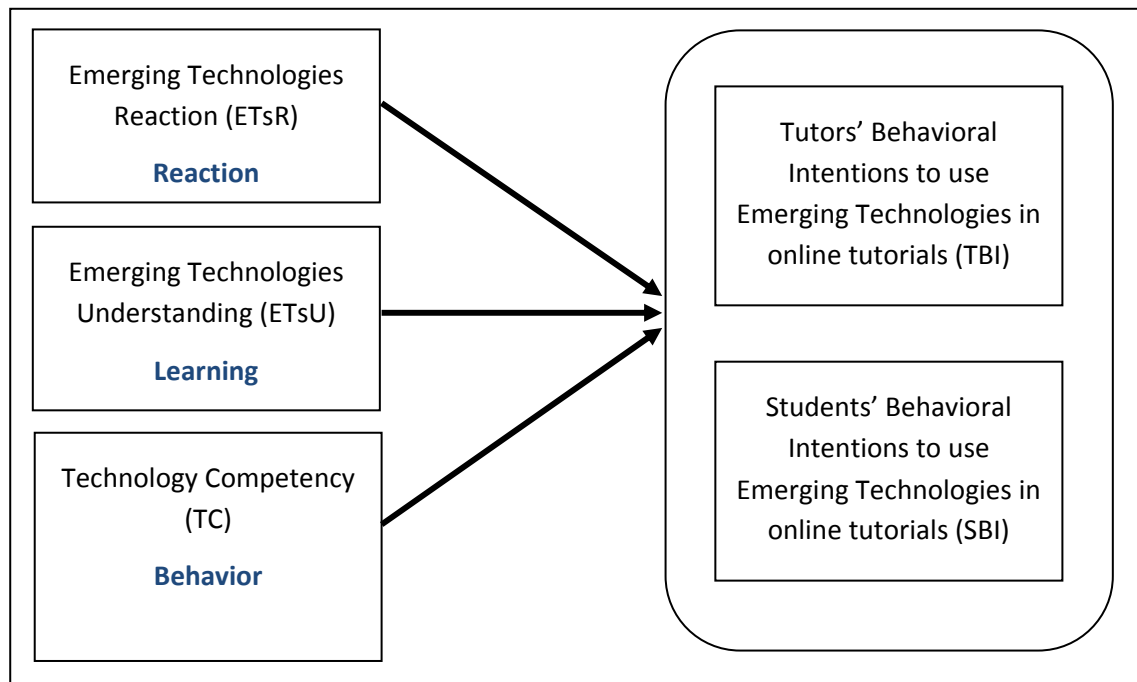 Emerging Technologies
Reaction (ETsR)
Reaction
Emerging Technologies
Understanding (ETsU)
Learning
Technology Competency
(TC)
Behavior
Tutors’ Behavioral
Intentions to use
Emerging Technologies in
online tutorials (TBI)
Students’ Behavioral
Intentions to use
Emerging Technologies in
online tutorials (SBI)